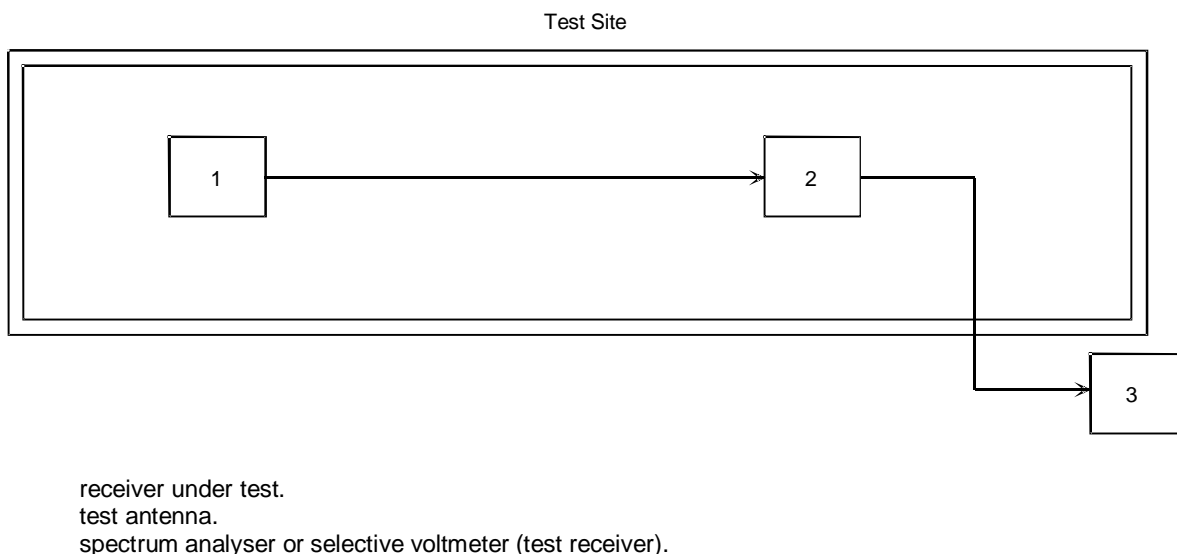 Test Site
1
2
3
receiver under test.
test antenna.
spectrum analyser or selective voltmeter (test receiver).